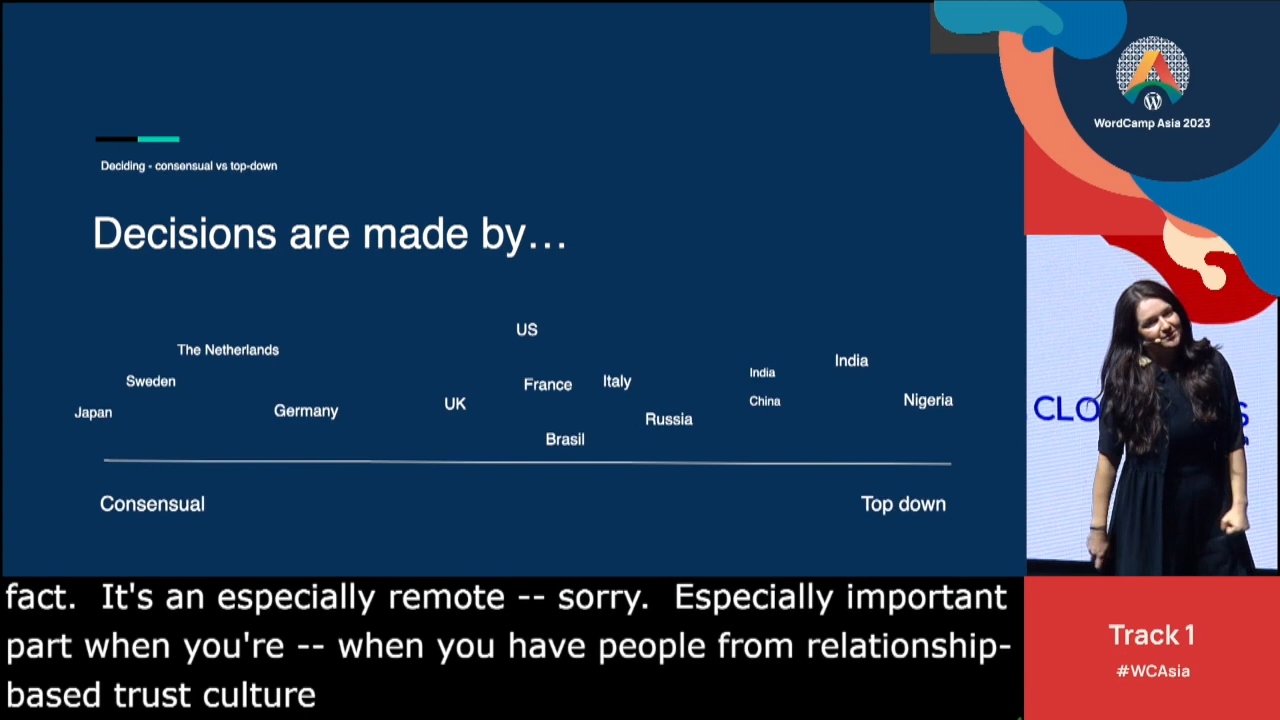 Deciding - consensual vs top-down
Decisions are made by…
US
The Netherlands
India
India
Sweden
France
Italy
China
Nigeria
Japan
Germany
UK
Russia
Brasil
Consensual
Top down
WordCamp Asia 2023
CLO
S
fact.  It's an especially remote -- sorry.  Especially important
part when you're -- when you have people from relationship-
based trust culture
Track 1
#WCAsia